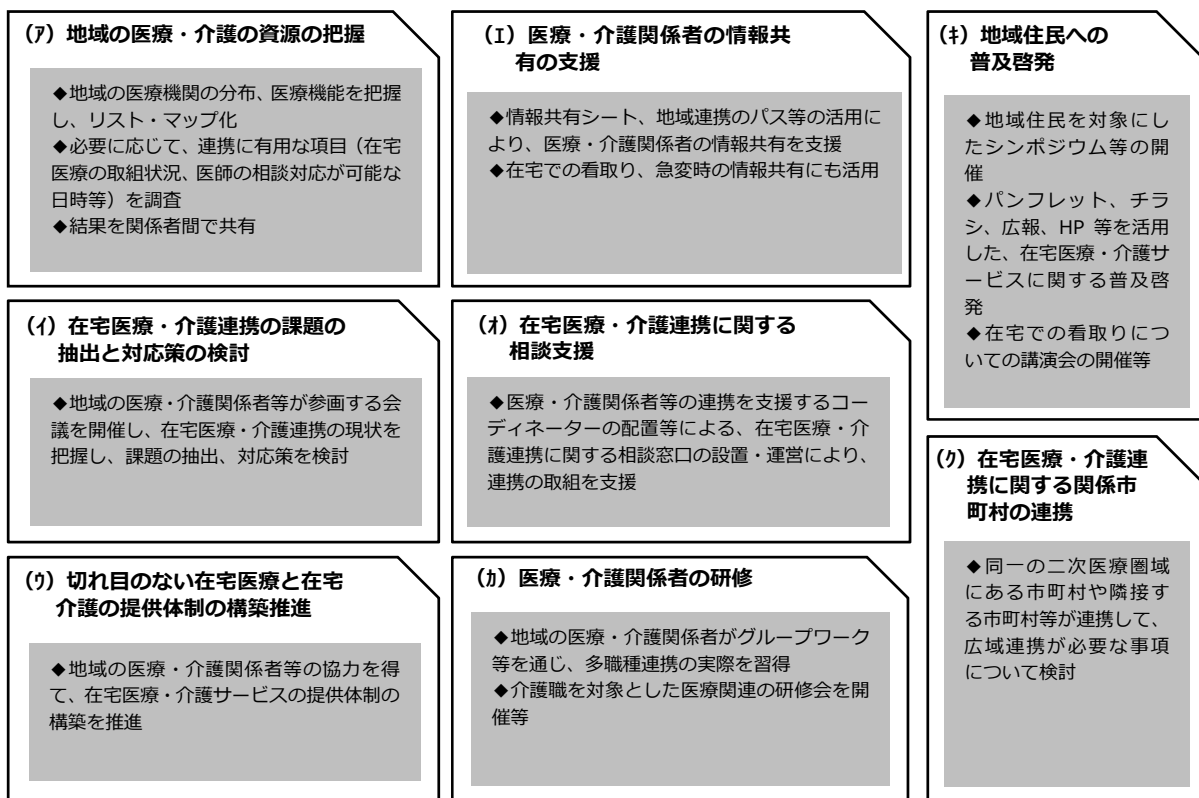 (ｱ) 地域の医療・介護の資源の把握
◆地域の医療機関の分布、医療機能を把握
し、リスト・マップ化
◆必要に応じて、連携に有用な項目（在宅
医療の取組状況、医師の相談対応が可能な
日時等）を調査
◆結果を関係者間で共有
(ｲ) 在宅医療・介護連携の課題の
抽出と対応策の検討
◆地域の医療・介護関係者等が参画する会
議を開催し、在宅医療・介護連携の現状を
把握し、課題の抽出、対応策を検討
(ｳ) 切れ目のない在宅医療と在宅
介護の提供体制の構築推進
◆地域の医療・介護関係者等の協力を得
て、在宅医療・介護サービスの提供体制の
構築を推進
(ｴ) 医療・介護関係者の情報共
有の支援
◆情報共有シート、地域連携のパス等の活用に
より、医療・介護関係者の情報共有を支援
◆在宅での看取り、急変時の情報共有にも活用
(ｵ) 在宅医療・介護連携に関する
相談支援
◆医療・介護関係者等の連携を支援するコー
ディネーターの配置等による、在宅医療・介
護連携に関する相談窓口の設置・運営により、
連携の取組を支援
(ｶ) 医療・介護関係者の研修
◆地域の医療・介護関係者がグループワーク
等を通じ、多職種連携の実際を習得
◆介護職を対象とした医療関連の研修会を開
催等
(ｷ) 地域住民への
普及啓発
◆地域住民を対象にし
たシンポジウム等の開
催
◆パンフレット、チラ
シ、広報、HP 等を活用
した、在宅医療・介護サ
ービスに関する普及啓
発
◆在宅での看取りにつ
いての講演会の開催等
(ｸ) 在宅医療・介護連
携に関する関係市
町村の連携
◆同一の二次医療圏域
にある市町村や隣接す
る市町村等が連携して、
広域連携が必要な事項
について検討